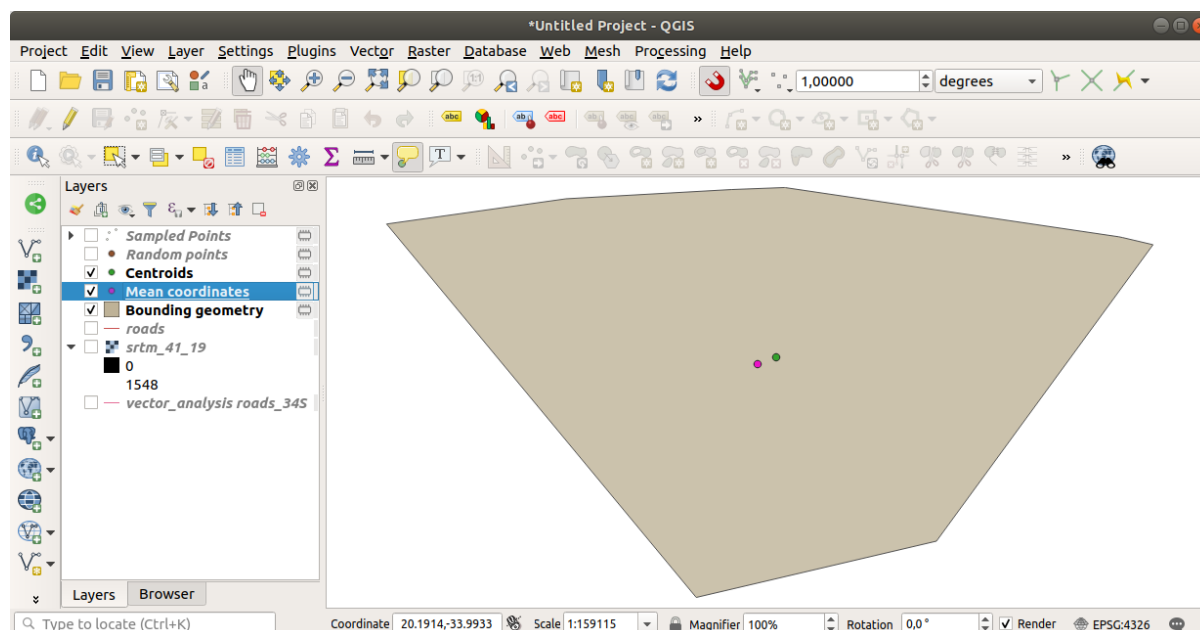 *Untitled Project - QGIS
Project Edit View Layer Settings Plugins Vector Raster Database Web Mesh Processing Help
1,00000 degrees
abc abc abc
T
Layers
Sampled Points
Random points
Centroids
Mean coordinates
Bounding geometry
roads
srtm_41_19
0
1548
vector_analysis roads_34S
Layers Browser
Type to locate (Ctrl+K) Coordinate 20.1914,-33.9933 Scale 1:159115 Magnifier 100% Rotation 0,0 ° Render EPSG:4326